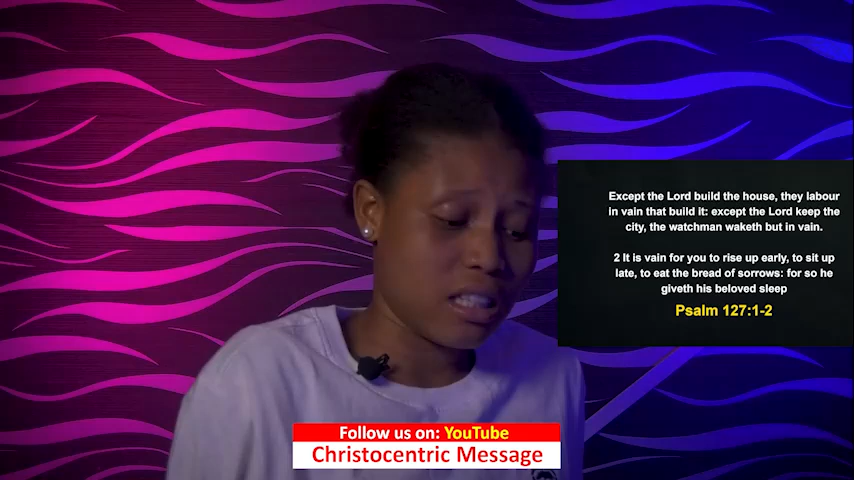 Except the Lord build the house, they labour
in vain that build it: except the Lord keep the
city, the watchman waketh but in vain.
2 It is vain for you to rise up early, to sit up
late, to eat the bread of sorrows: for so he
giveth his beloved sleep
Psalm 127:1-2
Follow us on: YouTube
Christocentric Message